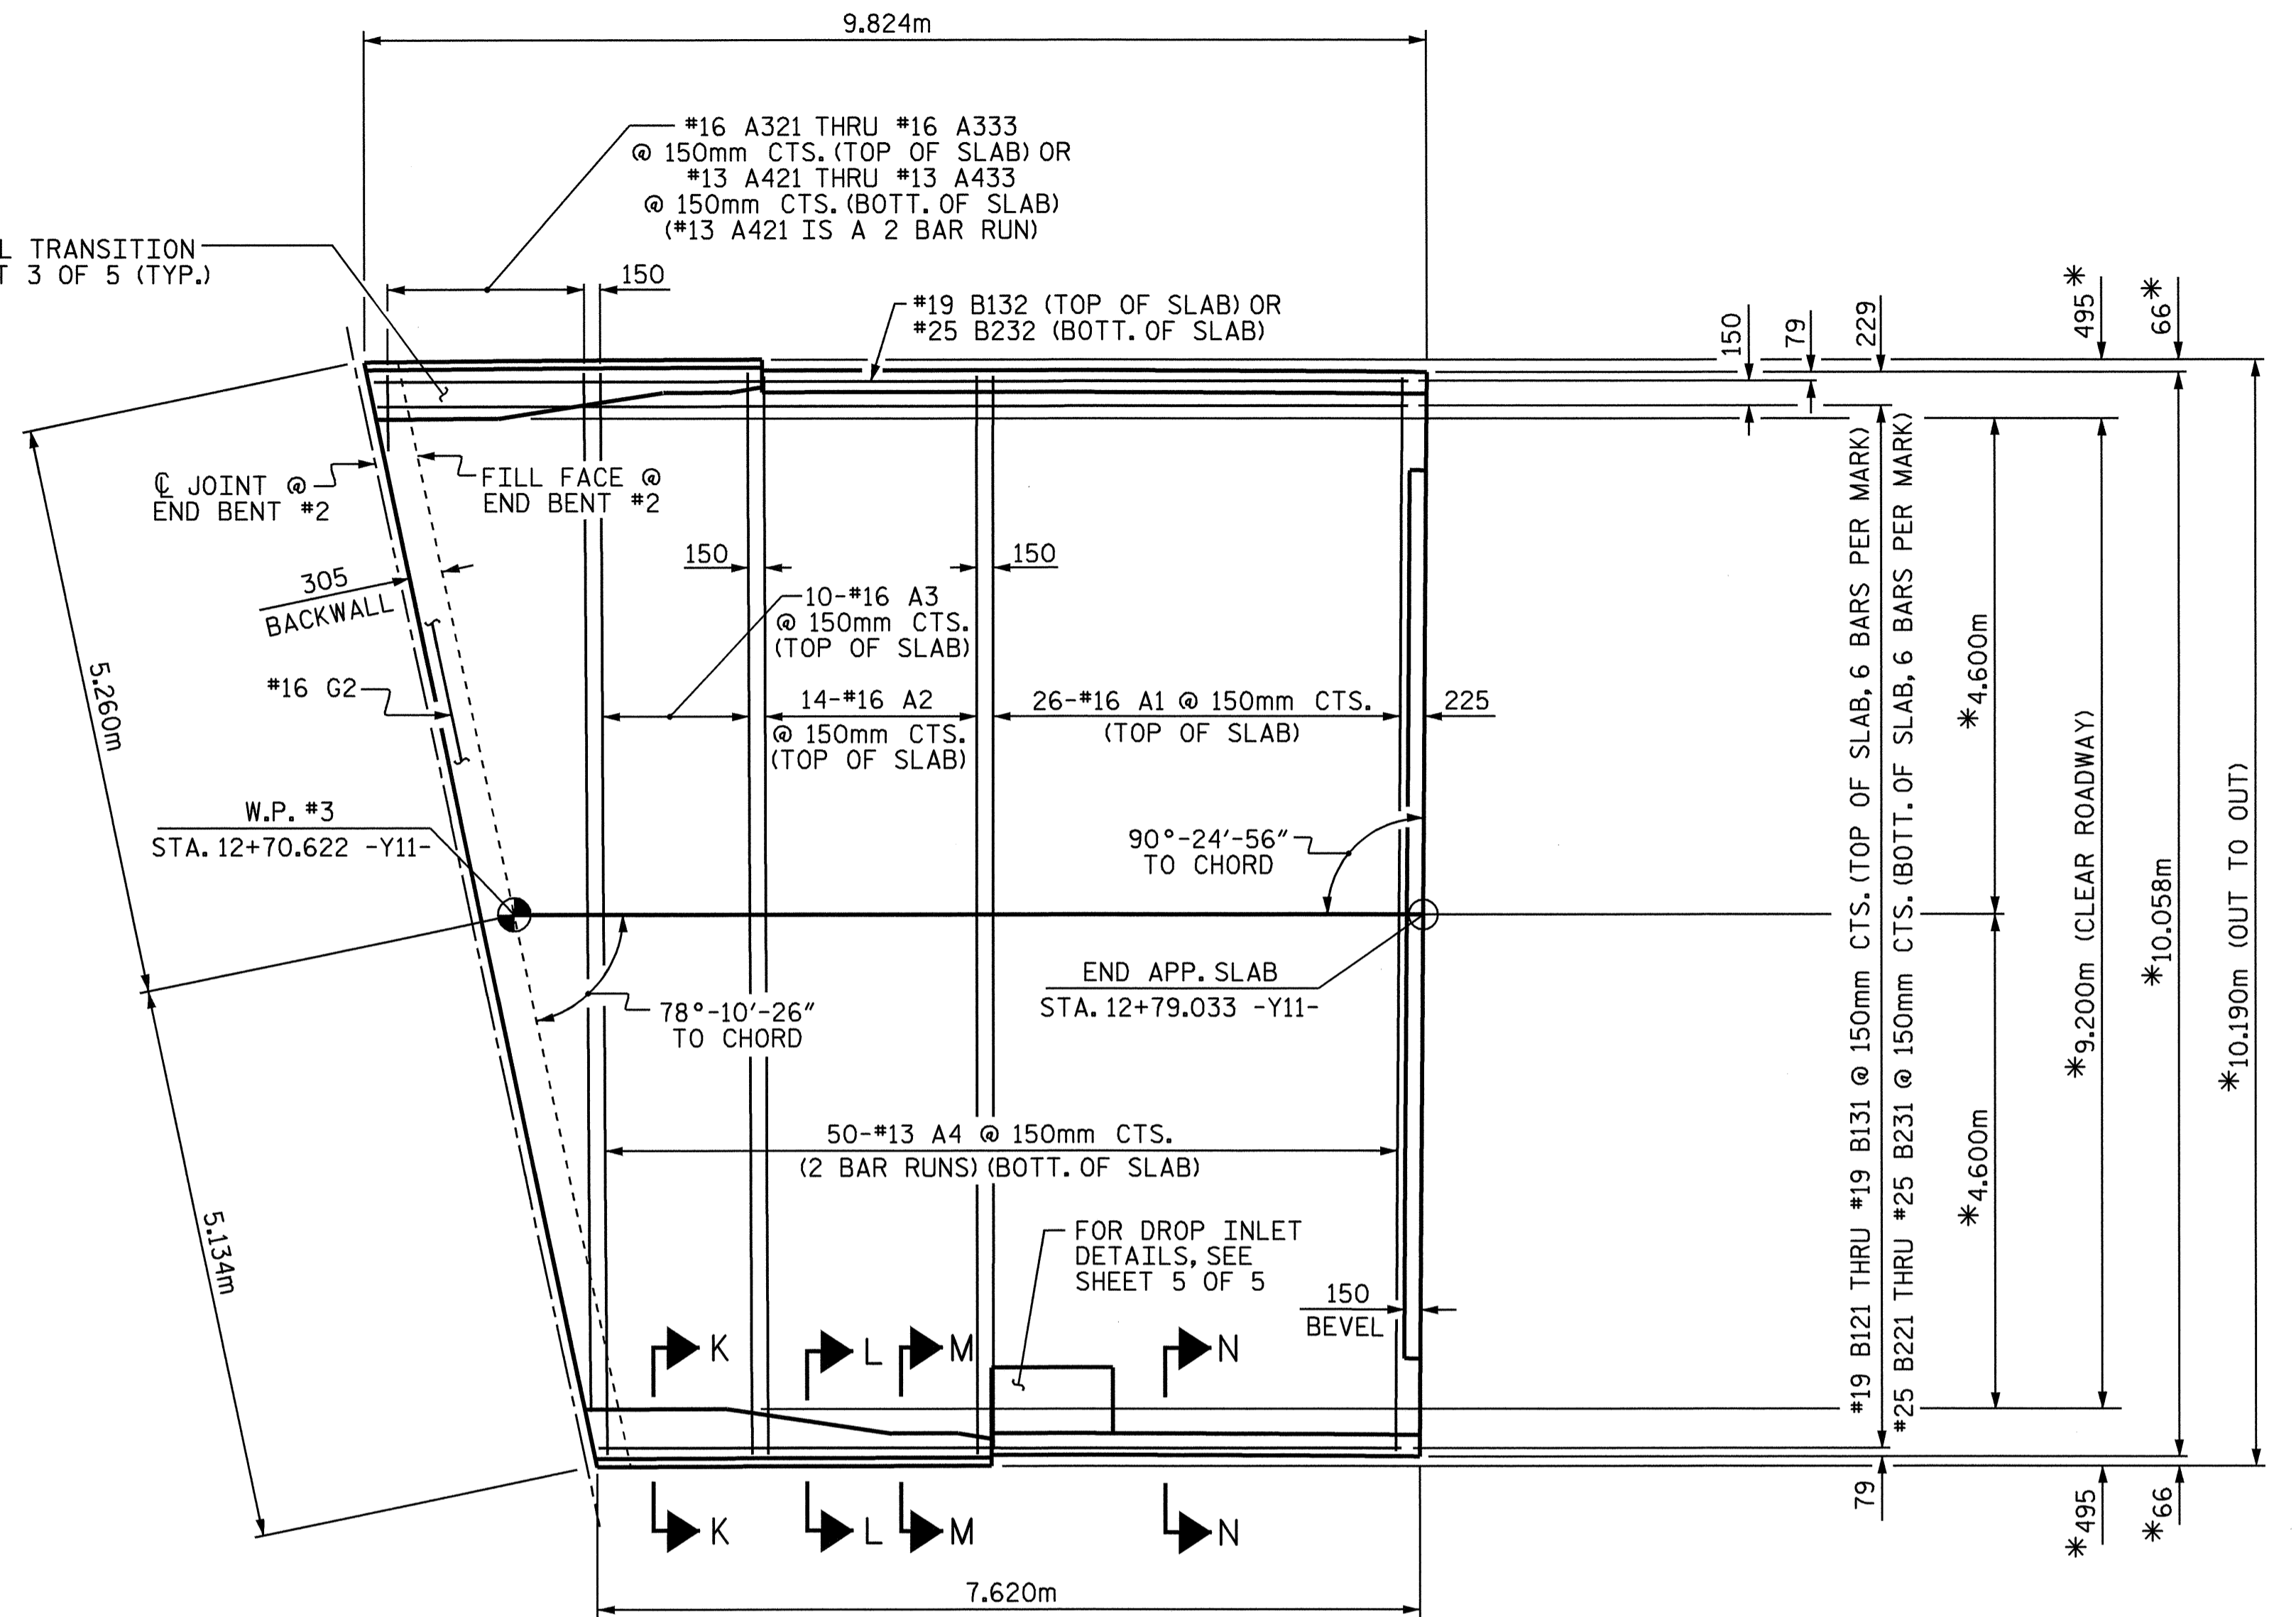 9.824m
#16 A321 THRU #16 A333
@ 150mm CTS. (TOP OF SLAB) OR
#13 A421 THRU #13 A433
@ 150mm CTS. (BOTT. OF SLAB)
(#13 A421 IS A 2 BAR RUN)
L TRANSITION
T 3 OF 5 (TYP.)
150
#19 B132 (TOP OF SLAB) OR
#25 B232 (BOTT. OF SLAB)
150
79
229
495*
66*
℄ JOINT @
END BENT #2
FILL FACE @
END BENT #2
305
BACKWALL
150
150
10-#16 A3
@ 150mm CTS.
(TOP OF SLAB)
5.260m
#16 G2
14-#16 A2
@ 150mm CTS.
(TOP OF SLAB)
26-#16 A1 @ 150mm CTS.
(TOP OF SLAB)
225
W.P. #3
STA. 12+70.622 -Y11-
90°-24'-56"
TO CHORD
END APP. SLAB
STA. 12+79.033 -Y11-
78°-10'-26"
TO CHORD
50-#13 A4 @ 150mm CTS.
(2 BAR RUNS) (BOTT. OF SLAB)
5.134m
FOR DROP INLET
DETAILS, SEE
SHEET 5 OF 5
150
BEVEL
K
L
M
N
K
L
M
N
7.620m
#19 B121 THRU #19 B131 @ 150mm CTS. (TOP OF SLAB, 6 BARS PER MARK)
#25 B221 THRU #25 B231 @ 150mm CTS. (BOTT. OF SLAB, 6 BARS PER MARK)
*4.600m
*4.600m
*9.200m (CLEAR ROADWAY)
*10.058m
*10.190m (OUT TO OUT)
79
*495
*66